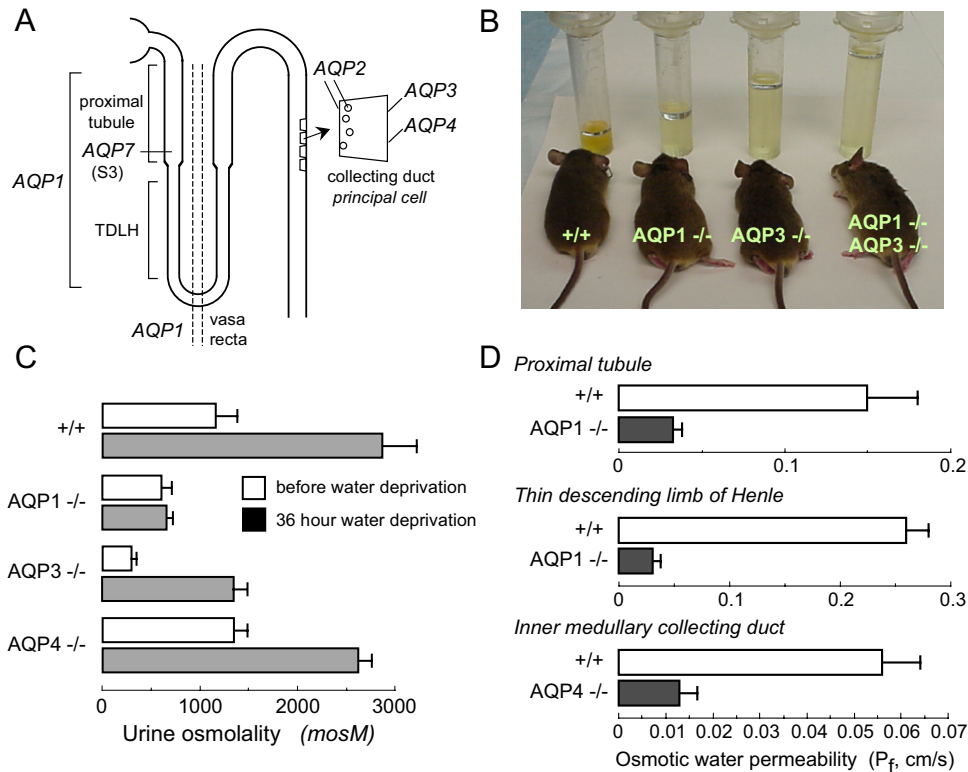 A
AQP1
proximal
tubule
AQP7
(S3)
TDLH
AQP1
vasa
recta
AQP2
AQP3
AQP4
collecting duct
principal cell
B
+/+
AQP1 -/-
AQP3 -/-
AQP1 -/-
AQP3 -/-
C
+/+
AQP1 -/-
AQP3 -/-
AQP4 -/-
before water deprivation
36 hour water deprivation
0 1000 2000 3000
Urine osmolality (mosM)
D
Proximal tubule
+/+
AQP1 -/-
0 0.1 0.2
Thin descending limb of Henle
+/+
AQP1 -/-
0 0.1 0.2 0.3
Inner medullary collecting duct
+/+
AQP4 -/-
0 0.01 0.02 0.03 0.04 0.05 0.06 0.07
Osmotic water permeability (Pf, cm/s)